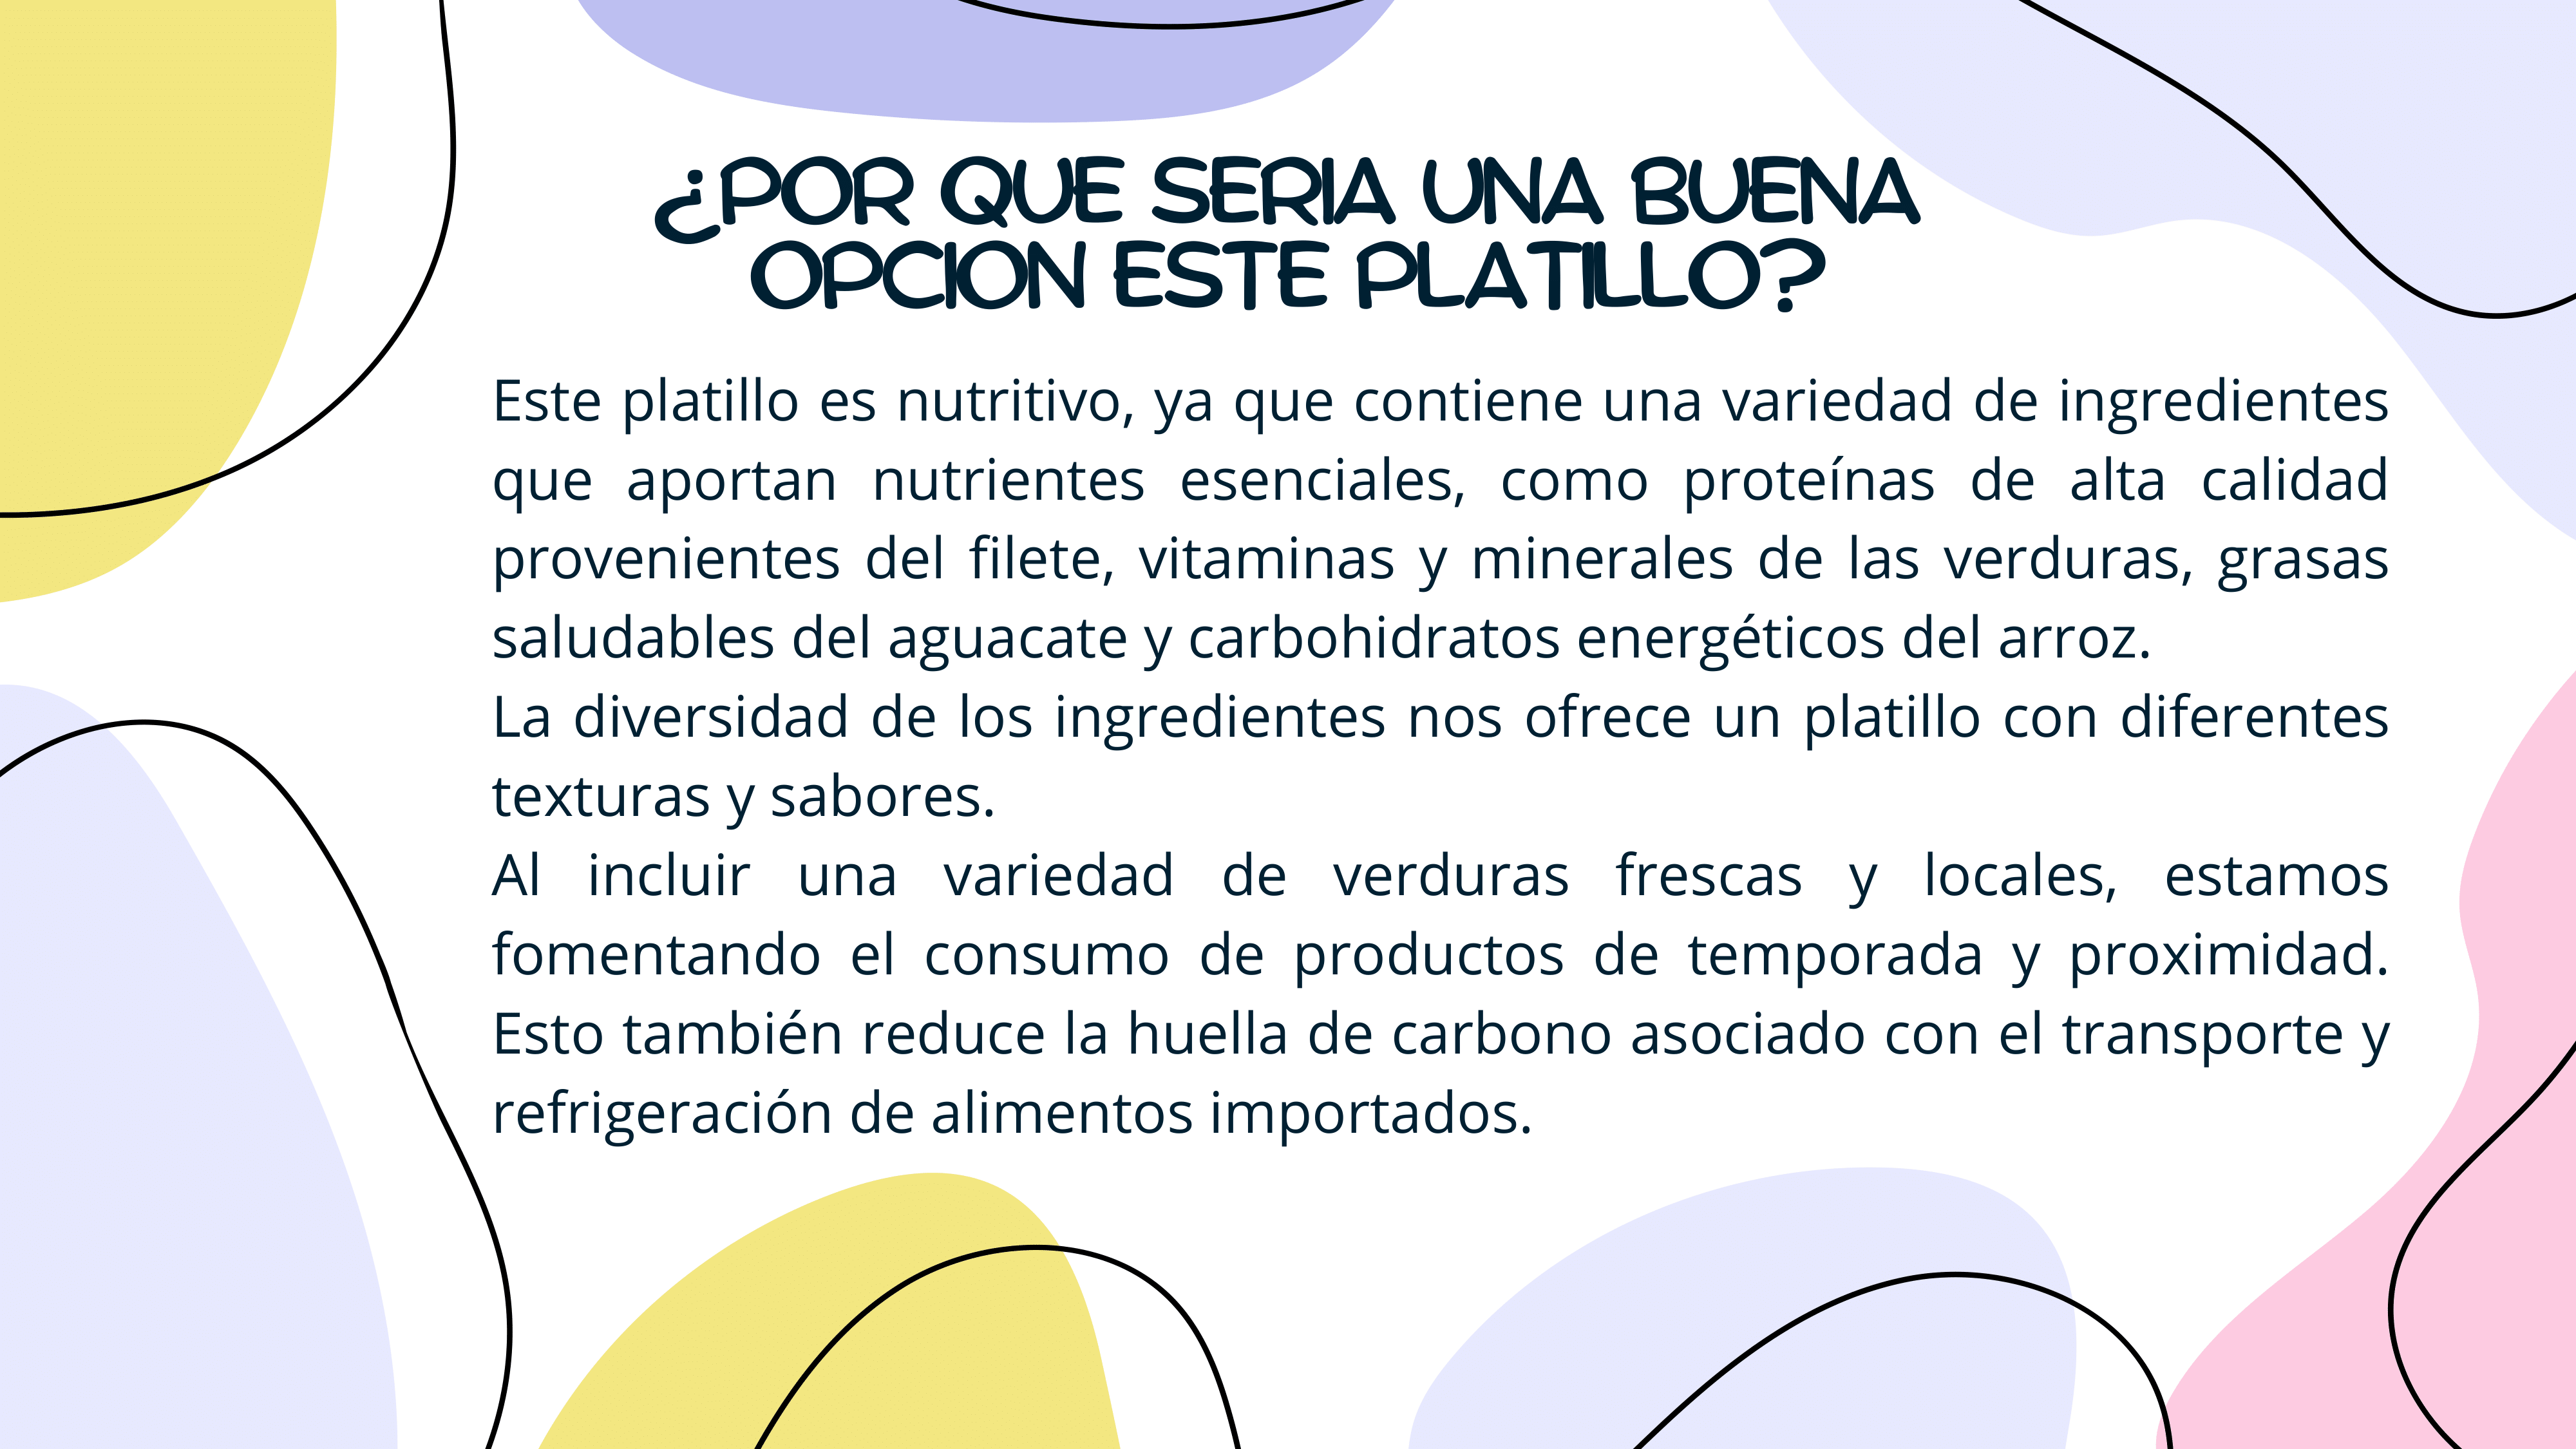 ¿POR QUE SERIA UNA BUENA
OPCION ESTE PLATILLO?
Este platillo es nutritivo, ya que contiene una variedad de ingredientes
que aportan nutrientes esenciales, como proteínas de alta calidad
provenientes del filete, vitaminas y minerales de las verduras, grasas
saludables del aguacate y carbohidratos energéticos del arroz.
La diversidad de los ingredientes nos ofrece un platillo con diferentes
texturas y sabores.
Al incluir una variedad de verduras frescas y locales, estamos
fomentando el consumo de productos de temporada y proximidad.
Esto también reduce la huella de carbono asociado con el transporte y
refrigeración de alimentos importados.